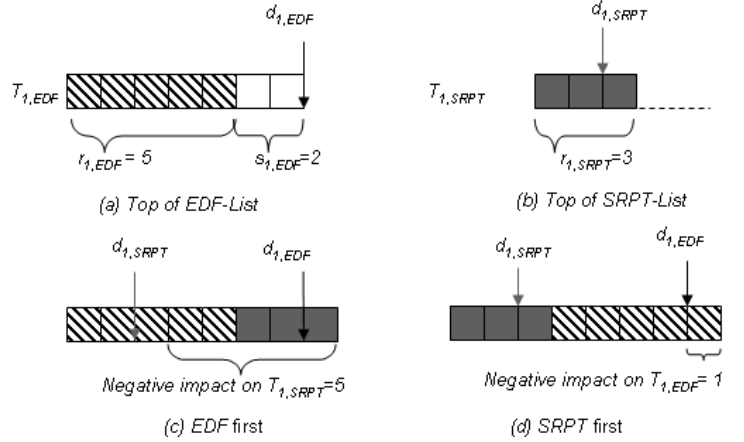 d1,EDF
d1,SRPT
T1,EDF
T1,SRPT
r1,EDF = 5
s1,EDF=2
r1,SRPT=3
(a) Top of EDF-List
(b) Top of SRPT-List
d1,SRPT
d1,EDF
d1,SRPT
d1,EDF
Negative impact on T1,SRPT=5
Negative impact on T1,EDF= 1
(c) EDF first
(d) SRPT first